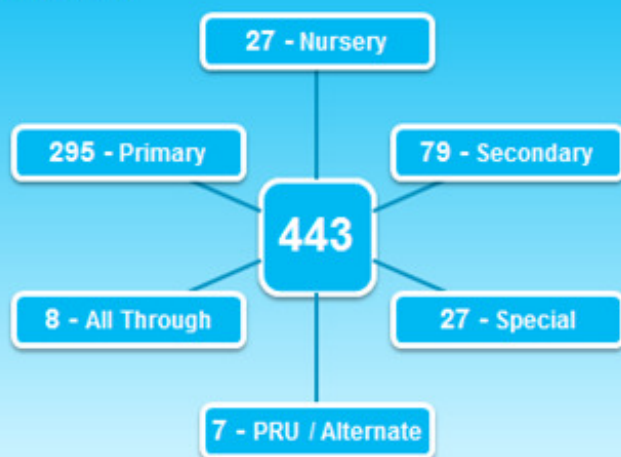 27 - Nursery
295 - Primary
79 - Secondary
443
8 - All Through
27 - Special
7 - PRU / Alternate